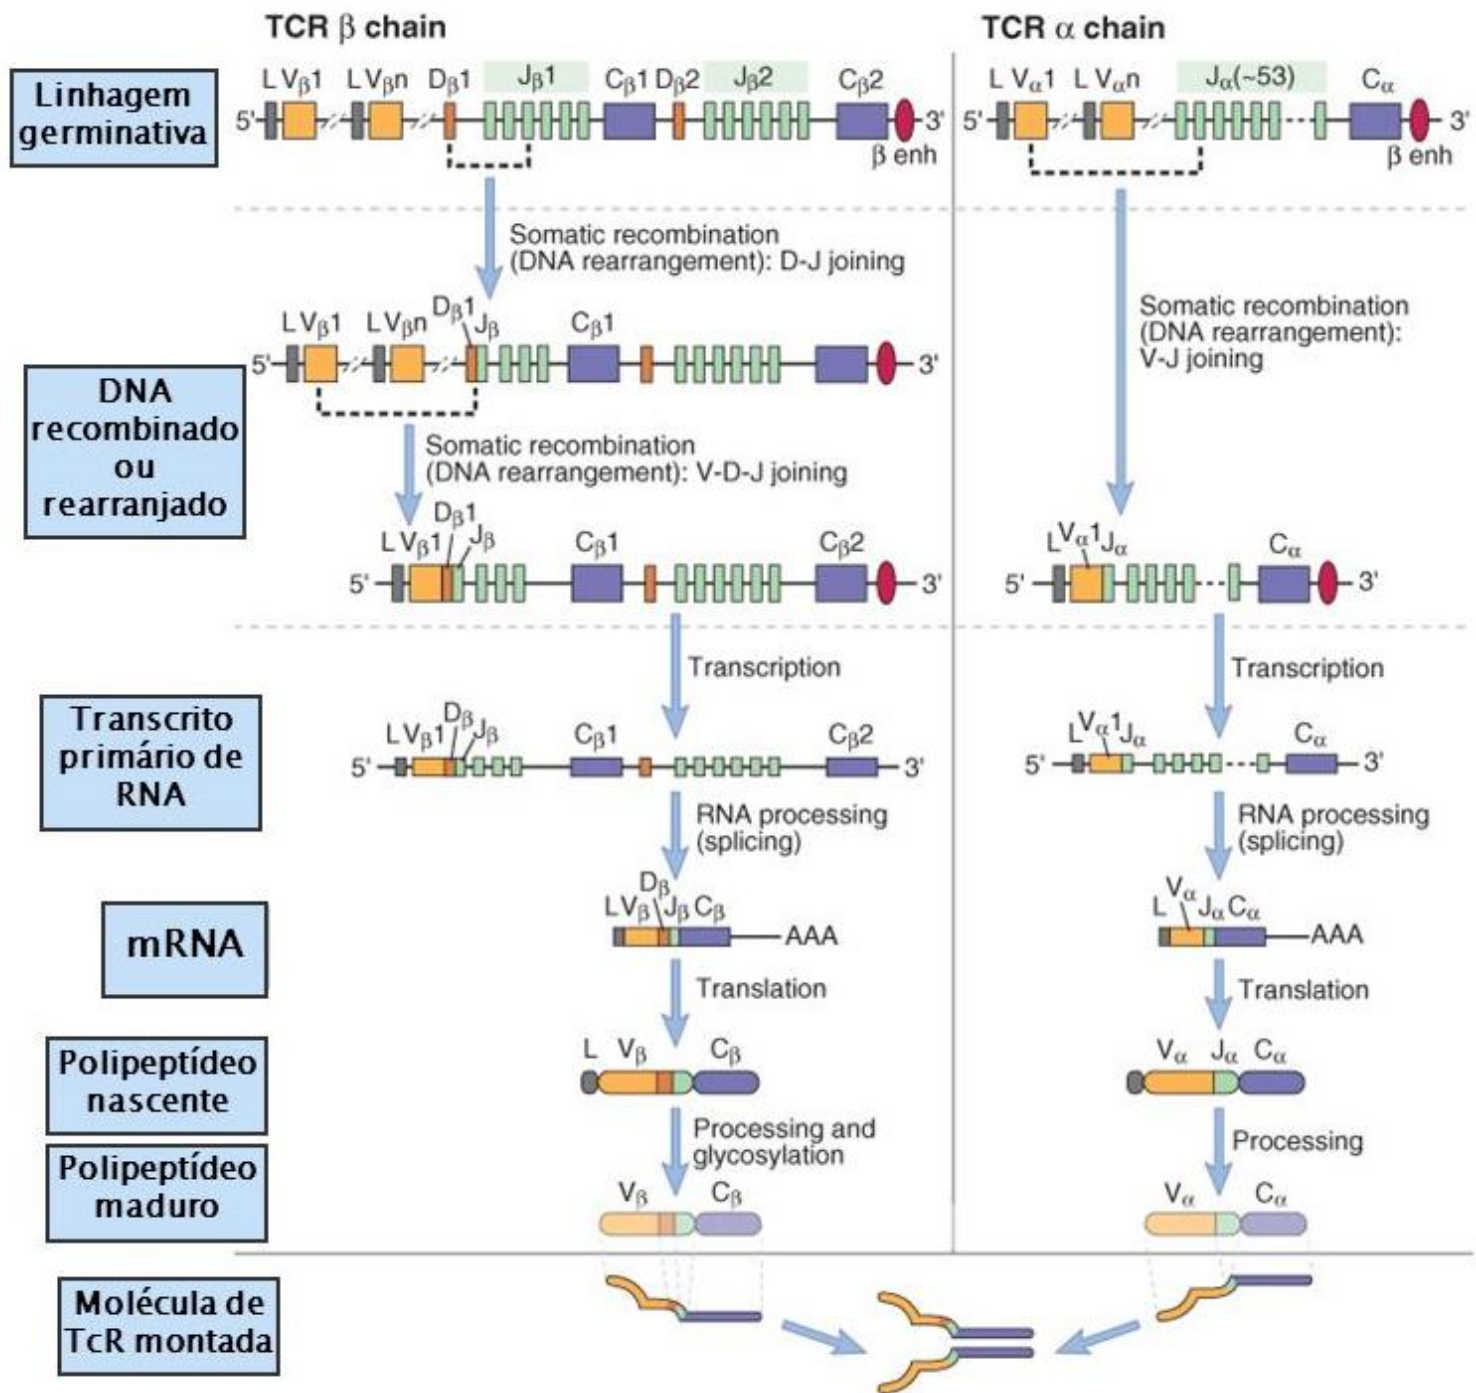 TCR β chain
TCR α chain
Linhagem
germinativa
L Vβ1 L Vβn Dβ1 Jβ1 Cβ1 Dβ2 Jβ2 Cβ2
5' 3'
β enh
L Vα1 L Vαn Jα(~53) Cα
5' 3'
β enh
Somatic recombination
(DNA rearrangement): D-J joining
Somatic recombination
(DNA rearrangement):
V-J joining
DNA
recombinado
ou
rearranjado
L Vβ1 L Vβn Dβ1 Jβ Cβ1
5' 3'
Somatic recombination
(DNA rearrangement): V-D-J joining
L Vβ1 Dβ1 Jβ Cβ1 Cβ2
5' 3'
L Vα1 Jα Cα
5' 3'
Transcription
Transcription
Transcrito
primário de
RNA
L Vβ1 Dβ Jβ Cβ1 Cβ2
5' 3'
L Vα1 Jα Cα
5' 3'
RNA processing
(splicing)
RNA processing
(splicing)
mRNA
L Vβ Dβ Jβ Cβ
AAA
L Vα Jα Cα
AAA
Translation
Translation
Polipeptídeo
nascente
L Vβ Cβ
Vα Jα Cα
Processing and
glycosylation
Processing
Polipeptídeo
maduro
Vβ Cβ
Vα Cα
Molécula de
TcR montada